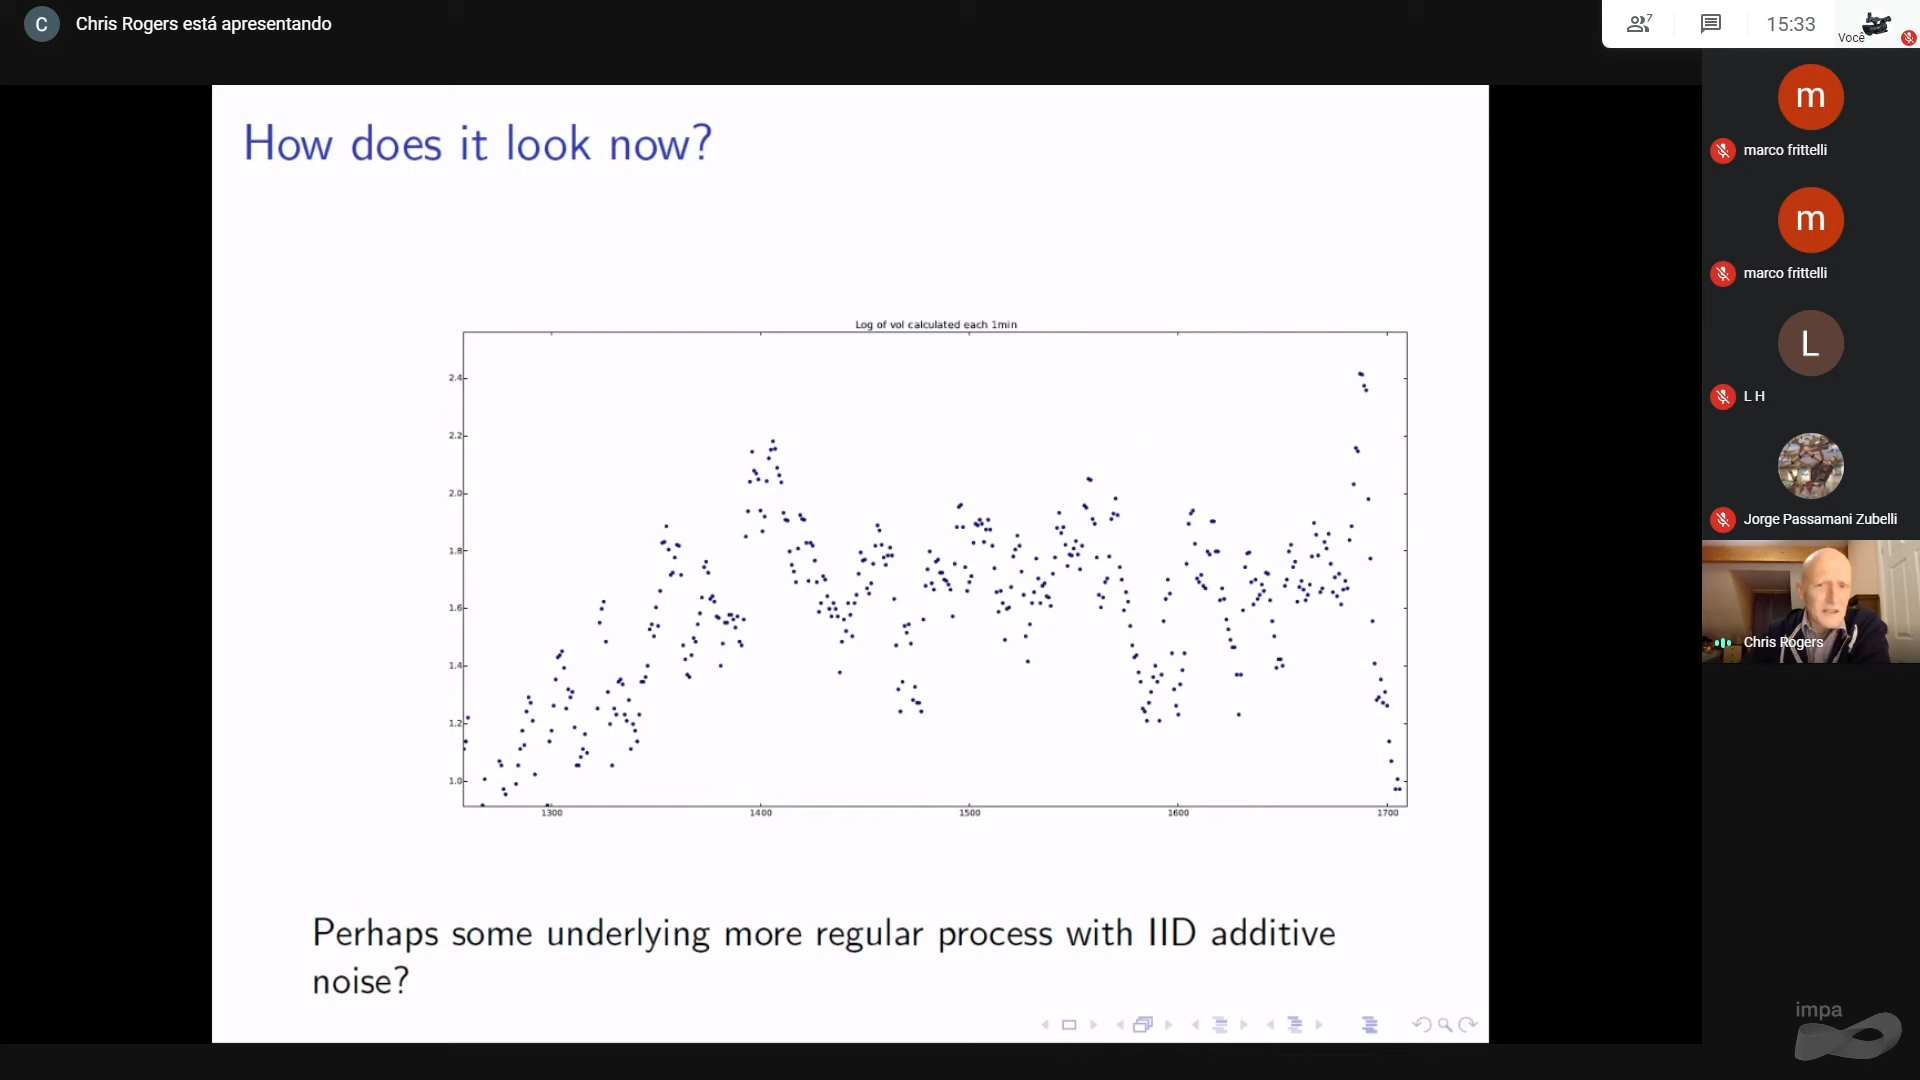 C
Chris Rogers está apresentando
7
15:33
Você
How does it look now?
Log of vol calculated each 1min
2.4
2.2
2.0
1.8
1.6
1.4
1.2
1.0
1300 1400 1500 1600 1700
Perhaps some underlying more regular process with IID additive
noise?
m
marco frittelli
m
marco frittelli
L
L H
Jorge Passamani Zubelli
Chris Rogers
impa